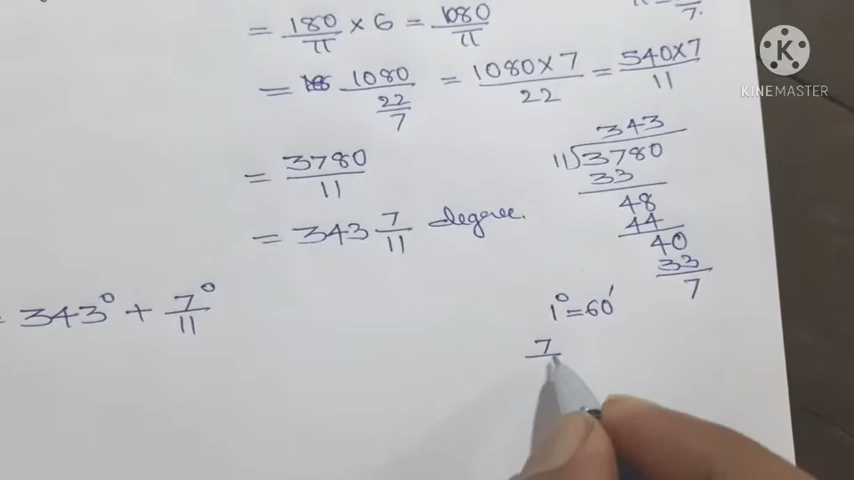 = 180/π × 6 = 1080/π
7.
= 1080/(22/7) = 1080×7/22 = 540×7/11
= 3780/11
= 343 7/11 degree.
= 343° + 7°/11
343
11)3780
33
48
44
40
33
7
1° = 60′
7
K
KINEMASTER